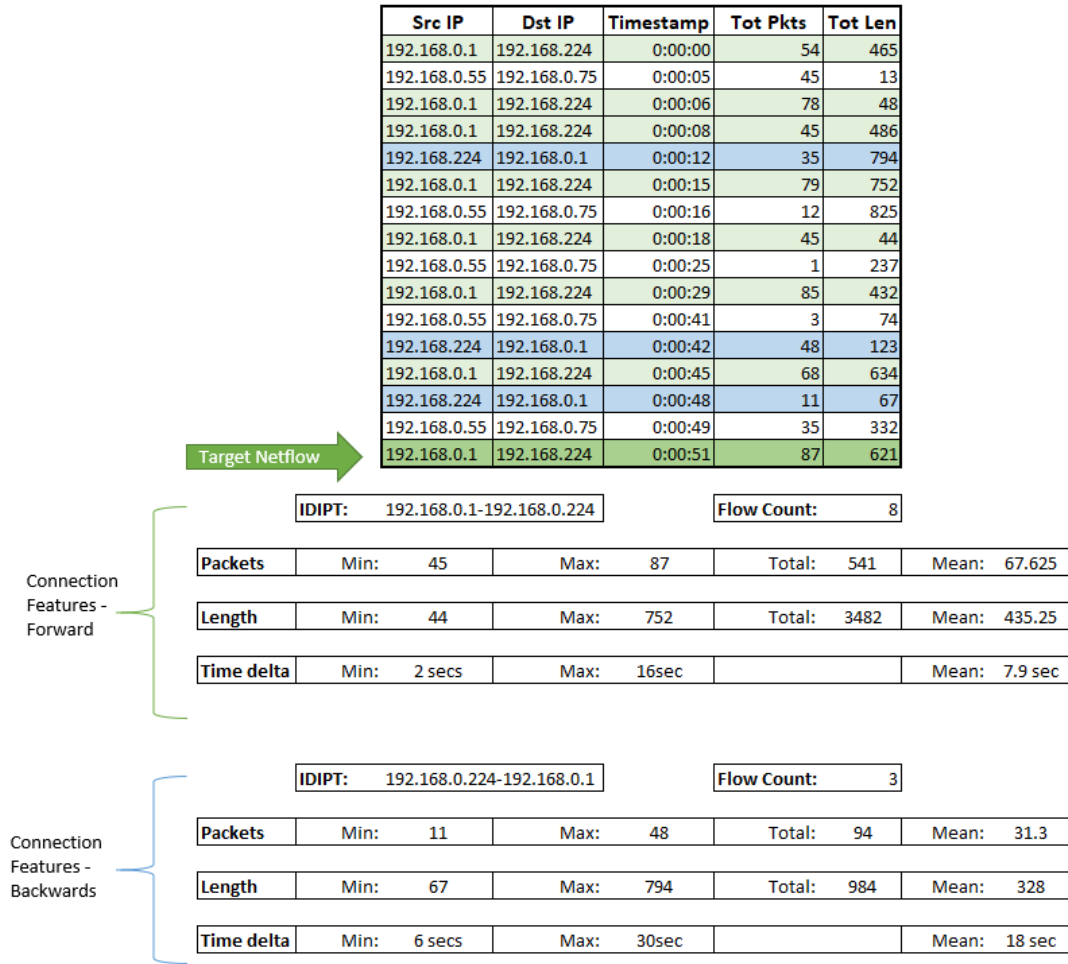 Src IP Dst IP Timestamp Tot Pkts Tot Len
192.168.0.1 192.168.224 0:00:00 54 465
192.168.0.55 192.168.0.75 0:00:05 45 13
192.168.0.1 192.168.224 0:00:06 78 48
192.168.0.1 192.168.224 0:00:08 45 486
192.168.224 192.168.0.1 0:00:12 35 794
192.168.0.1 192.168.224 0:00:15 79 752
192.168.0.55 192.168.0.75 0:00:16 12 825
192.168.0.1 192.168.224 0:00:18 45 44
192.168.0.55 192.168.0.75 0:00:25 1 237
192.168.0.1 192.168.224 0:00:29 85 432
192.168.0.55 192.168.0.75 0:00:41 3 74
192.168.224 192.168.0.1 0:00:42 48 123
192.168.0.1 192.168.224 0:00:45 68 634
192.168.224 192.168.0.1 0:00:48 11 67
192.168.0.55 192.168.0.75 0:00:49 35 332
Target Netflow 192.168.0.1 192.168.224 0:00:51 87 621
IDIPT: 192.168.0.1-192.168.0.224 Flow Count: 8
Connection
Features -
Forward
Packets Min: 45 Max: 87 Total: 541 Mean: 67.625
Length Min: 44 Max: 752 Total: 3482 Mean: 435.25
Time delta Min: 2 secs Max: 16sec Mean: 7.9 sec
IDIPT: 192.168.0.224-192.168.0.1 Flow Count: 3
Connection
Features -
Backwards
Packets Min: 11 Max: 48 Total: 94 Mean: 31.3
Length Min: 67 Max: 794 Total: 984 Mean: 328
Time delta Min: 6 secs Max: 30sec Mean: 18 sec